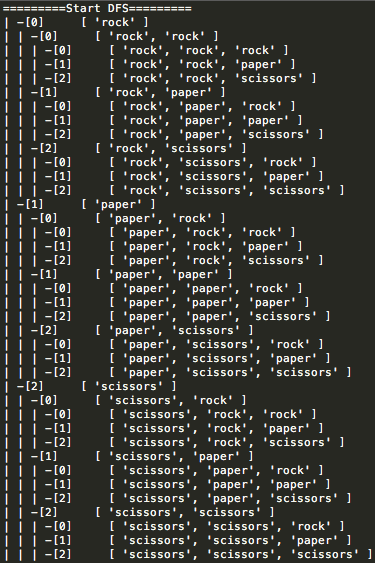 =========Start DFS=========
| —[0]     [ 'rock' ]
| | —[0]     [ 'rock', 'rock' ]
| | | —[0]     [ 'rock', 'rock', 'rock' ]
| | | —[1]     [ 'rock', 'rock', 'paper' ]
| | | —[2]     [ 'rock', 'rock', 'scissors' ]
| | —[1]     [ 'rock', 'paper' ]
| | | —[0]     [ 'rock', 'paper', 'rock' ]
| | | —[1]     [ 'rock', 'paper', 'paper' ]
| | | —[2]     [ 'rock', 'paper', 'scissors' ]
| | —[2]     [ 'rock', 'scissors' ]
| | | —[0]     [ 'rock', 'scissors', 'rock' ]
| | | —[1]     [ 'rock', 'scissors', 'paper' ]
| | | —[2]     [ 'rock', 'scissors', 'scissors' ]
| —[1]     [ 'paper' ]
| | —[0]     [ 'paper', 'rock' ]
| | | —[0]     [ 'paper', 'rock', 'rock' ]
| | | —[1]     [ 'paper', 'rock', 'paper' ]
| | | —[2]     [ 'paper', 'rock', 'scissors' ]
| | —[1]     [ 'paper', 'paper' ]
| | | —[0]     [ 'paper', 'paper', 'rock' ]
| | | —[1]     [ 'paper', 'paper', 'paper' ]
| | | —[2]     [ 'paper', 'paper', 'scissors' ]
| | —[2]     [ 'paper', 'scissors' ]
| | | —[0]     [ 'paper', 'scissors', 'rock' ]
| | | —[1]     [ 'paper', 'scissors', 'paper' ]
| | | —[2]     [ 'paper', 'scissors', 'scissors' ]
| —[2]     [ 'scissors' ]
| | —[0]     [ 'scissors', 'rock' ]
| | | —[0]     [ 'scissors', 'rock', 'rock' ]
| | | —[1]     [ 'scissors', 'rock', 'paper' ]
| | | —[2]     [ 'scissors', 'rock', 'scissors' ]
| | —[1]     [ 'scissors', 'paper' ]
| | | —[0]     [ 'scissors', 'paper', 'rock' ]
| | | —[1]     [ 'scissors', 'paper', 'paper' ]
| | | —[2]     [ 'scissors', 'paper', 'scissors' ]
| | —[2]     [ 'scissors', 'scissors' ]
| | | —[0]     [ 'scissors', 'scissors', 'rock' ]
| | | —[1]     [ 'scissors', 'scissors', 'paper' ]
| | | —[2]     [ 'scissors', 'scissors', 'scissors' ]